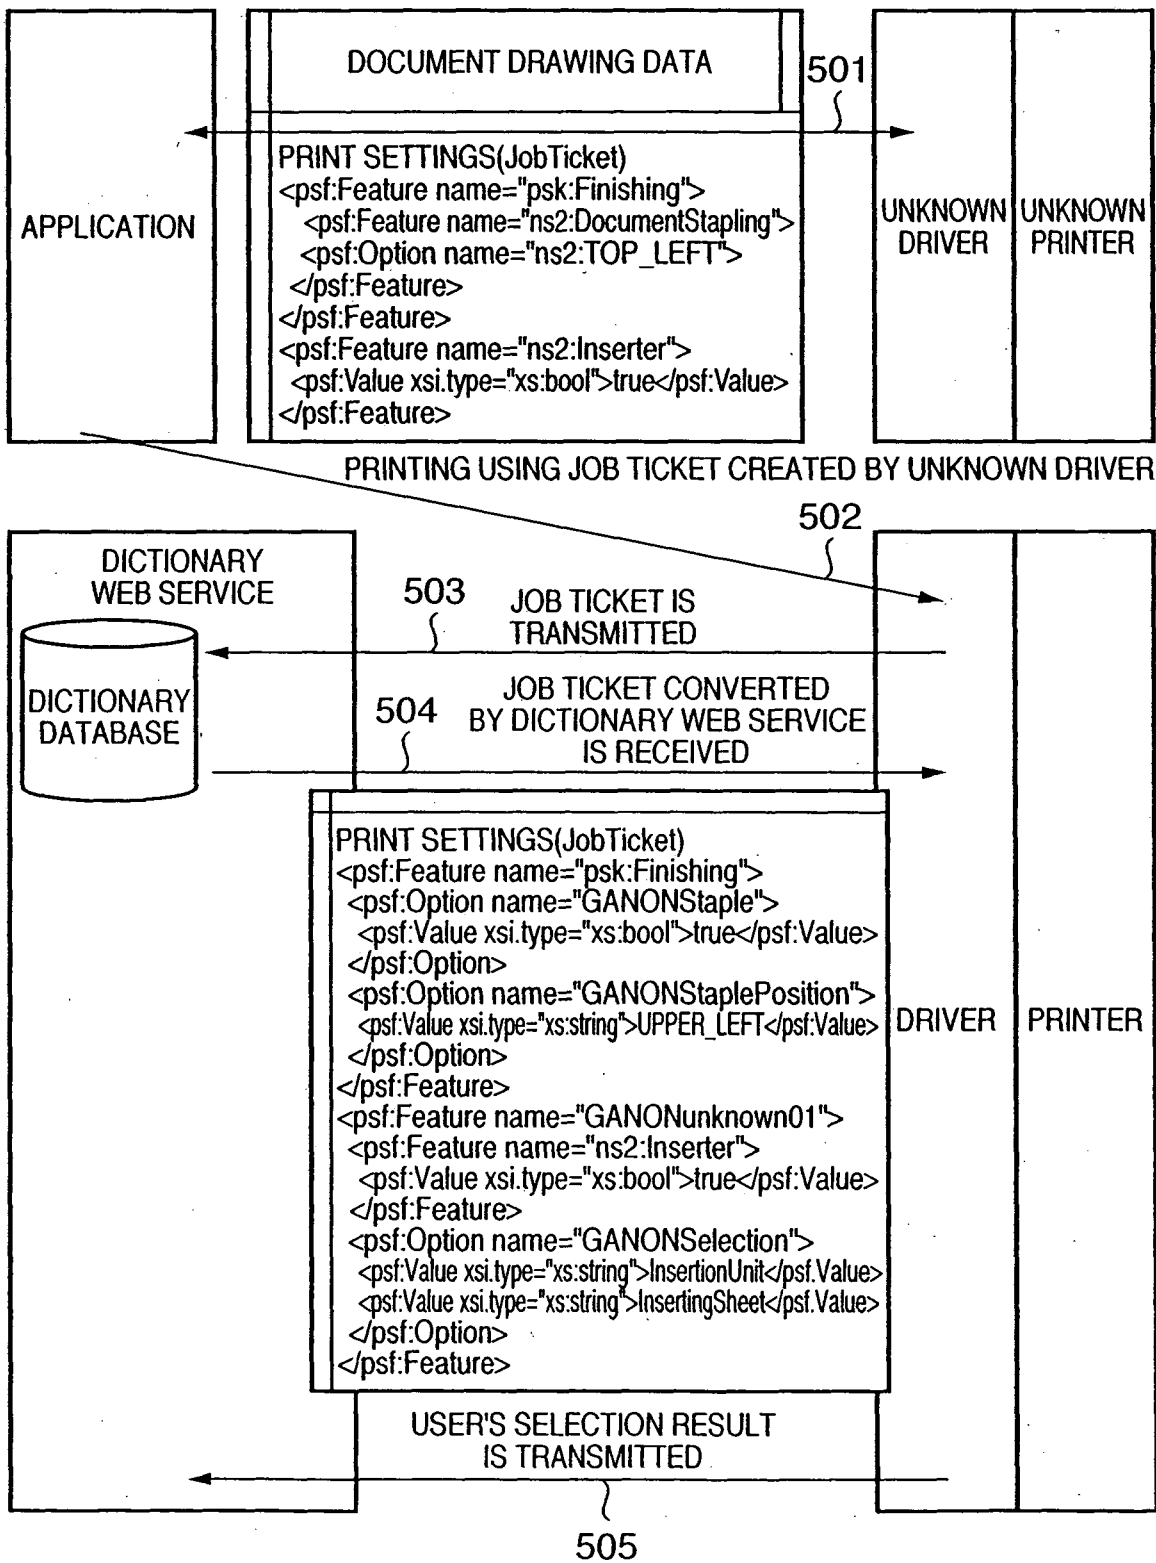 DOCUMENT DRAWING DATA
501
PRINT SETTINGS(JobTicket)
<psf:Feature name="psk:Finishing">
<psf:Feature name="ns2:DocumentStapling">
<psf:Option name="ns2:TOP_LEFT">
</psf:Feature>
</psf:Feature>
<psf:Feature name="ns2:Inserter">
<psf:Value xsi.type="xs:bool">true</psf:Value>
</psf:Feature>
APPLICATION
UNKNOWN
DRIVER
UNKNOWN
PRINTER
PRINTING USING JOB TICKET CREATED BY UNKNOWN DRIVER
502
DICTIONARY
WEB SERVICE
503
JOB TICKET IS
TRANSMITTED
DICTIONARY
DATABASE
504
JOB TICKET CONVERTED
BY DICTIONARY WEB SERVICE
IS RECEIVED
PRINT SETTINGS(JobTicket)
<psf:Feature name="psk:Finishing">
<psf:Option name="GANONStaple">
<psf:Value xsi.type="xs:bool">true</psf:Value>
</psf:Option>
<psf:Option name="GANONStaplePosition">
<psf:Value xsi.type="xs:string">UPPER_LEFT</psf:Value>
</psf:Option>
</psf:Feature>
<psf:Feature name="GANONunknown01">
<psf:Feature name="ns2:Inserter">
<psf:Value xsi.type="xs:bool">true</psf:Value>
</psf:Feature>
<psf:Option name="GANONSelection">
<psf:Value xsi.type="xs:string">InsertionUnit</psf.Value>
<psf:Value xsi.type="xs:string">InsertingSheet</psf.Value>
</psf:Option>
</psf:Feature>
DRIVER
PRINTER
USER'S SELECTION RESULT
IS TRANSMITTED
505